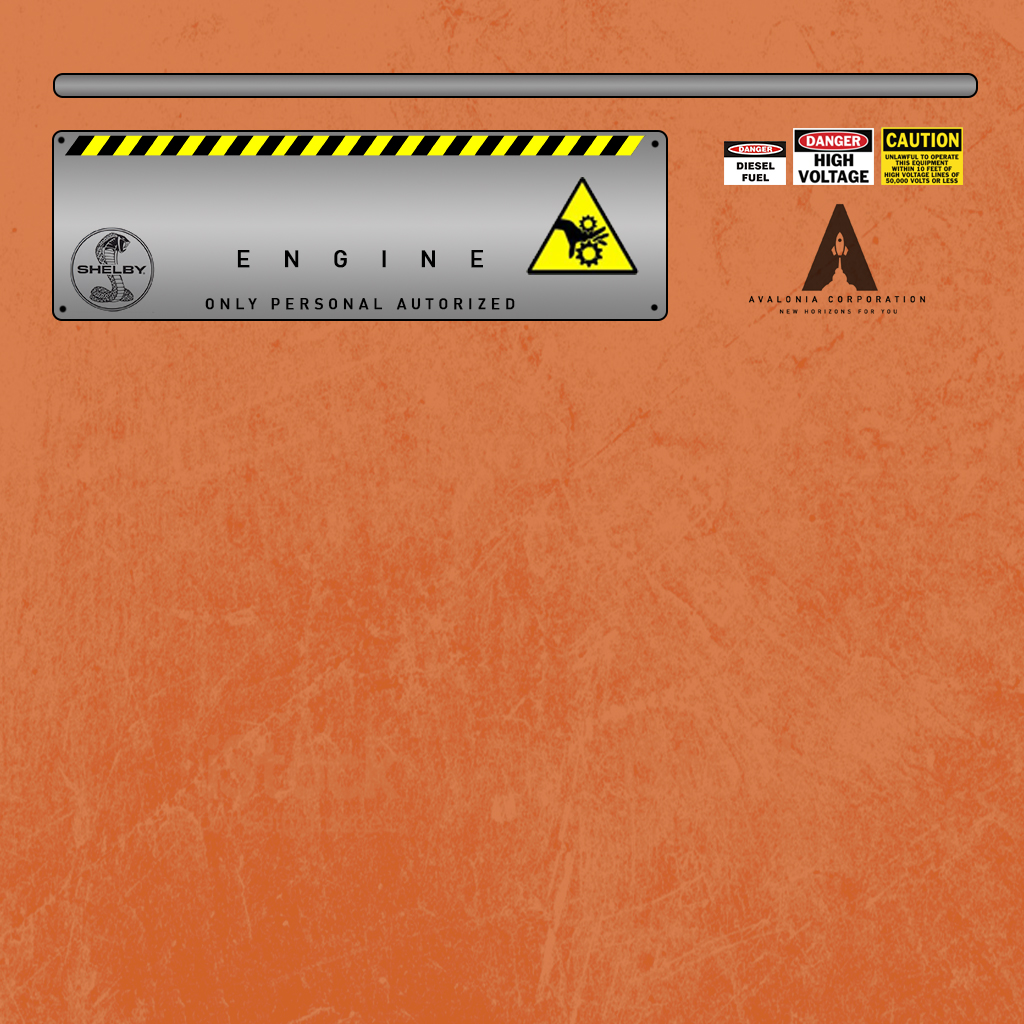 DANGER
DIESEL
FUEL
DANGER
HIGH
VOLTAGE
CAUTION
UNLAWFUL TO OPERATE
THIS EQUIPMENT
WITHIN 10 FEET OF
HIGH VOLTAGE LINES OF
50,000 VOLTS OR LESS
SHELBY
ENGINE
ONLY PERSONAL AUTORIZED
AVALONIA CORPORATION
NEW HORIZONS FOR YOU